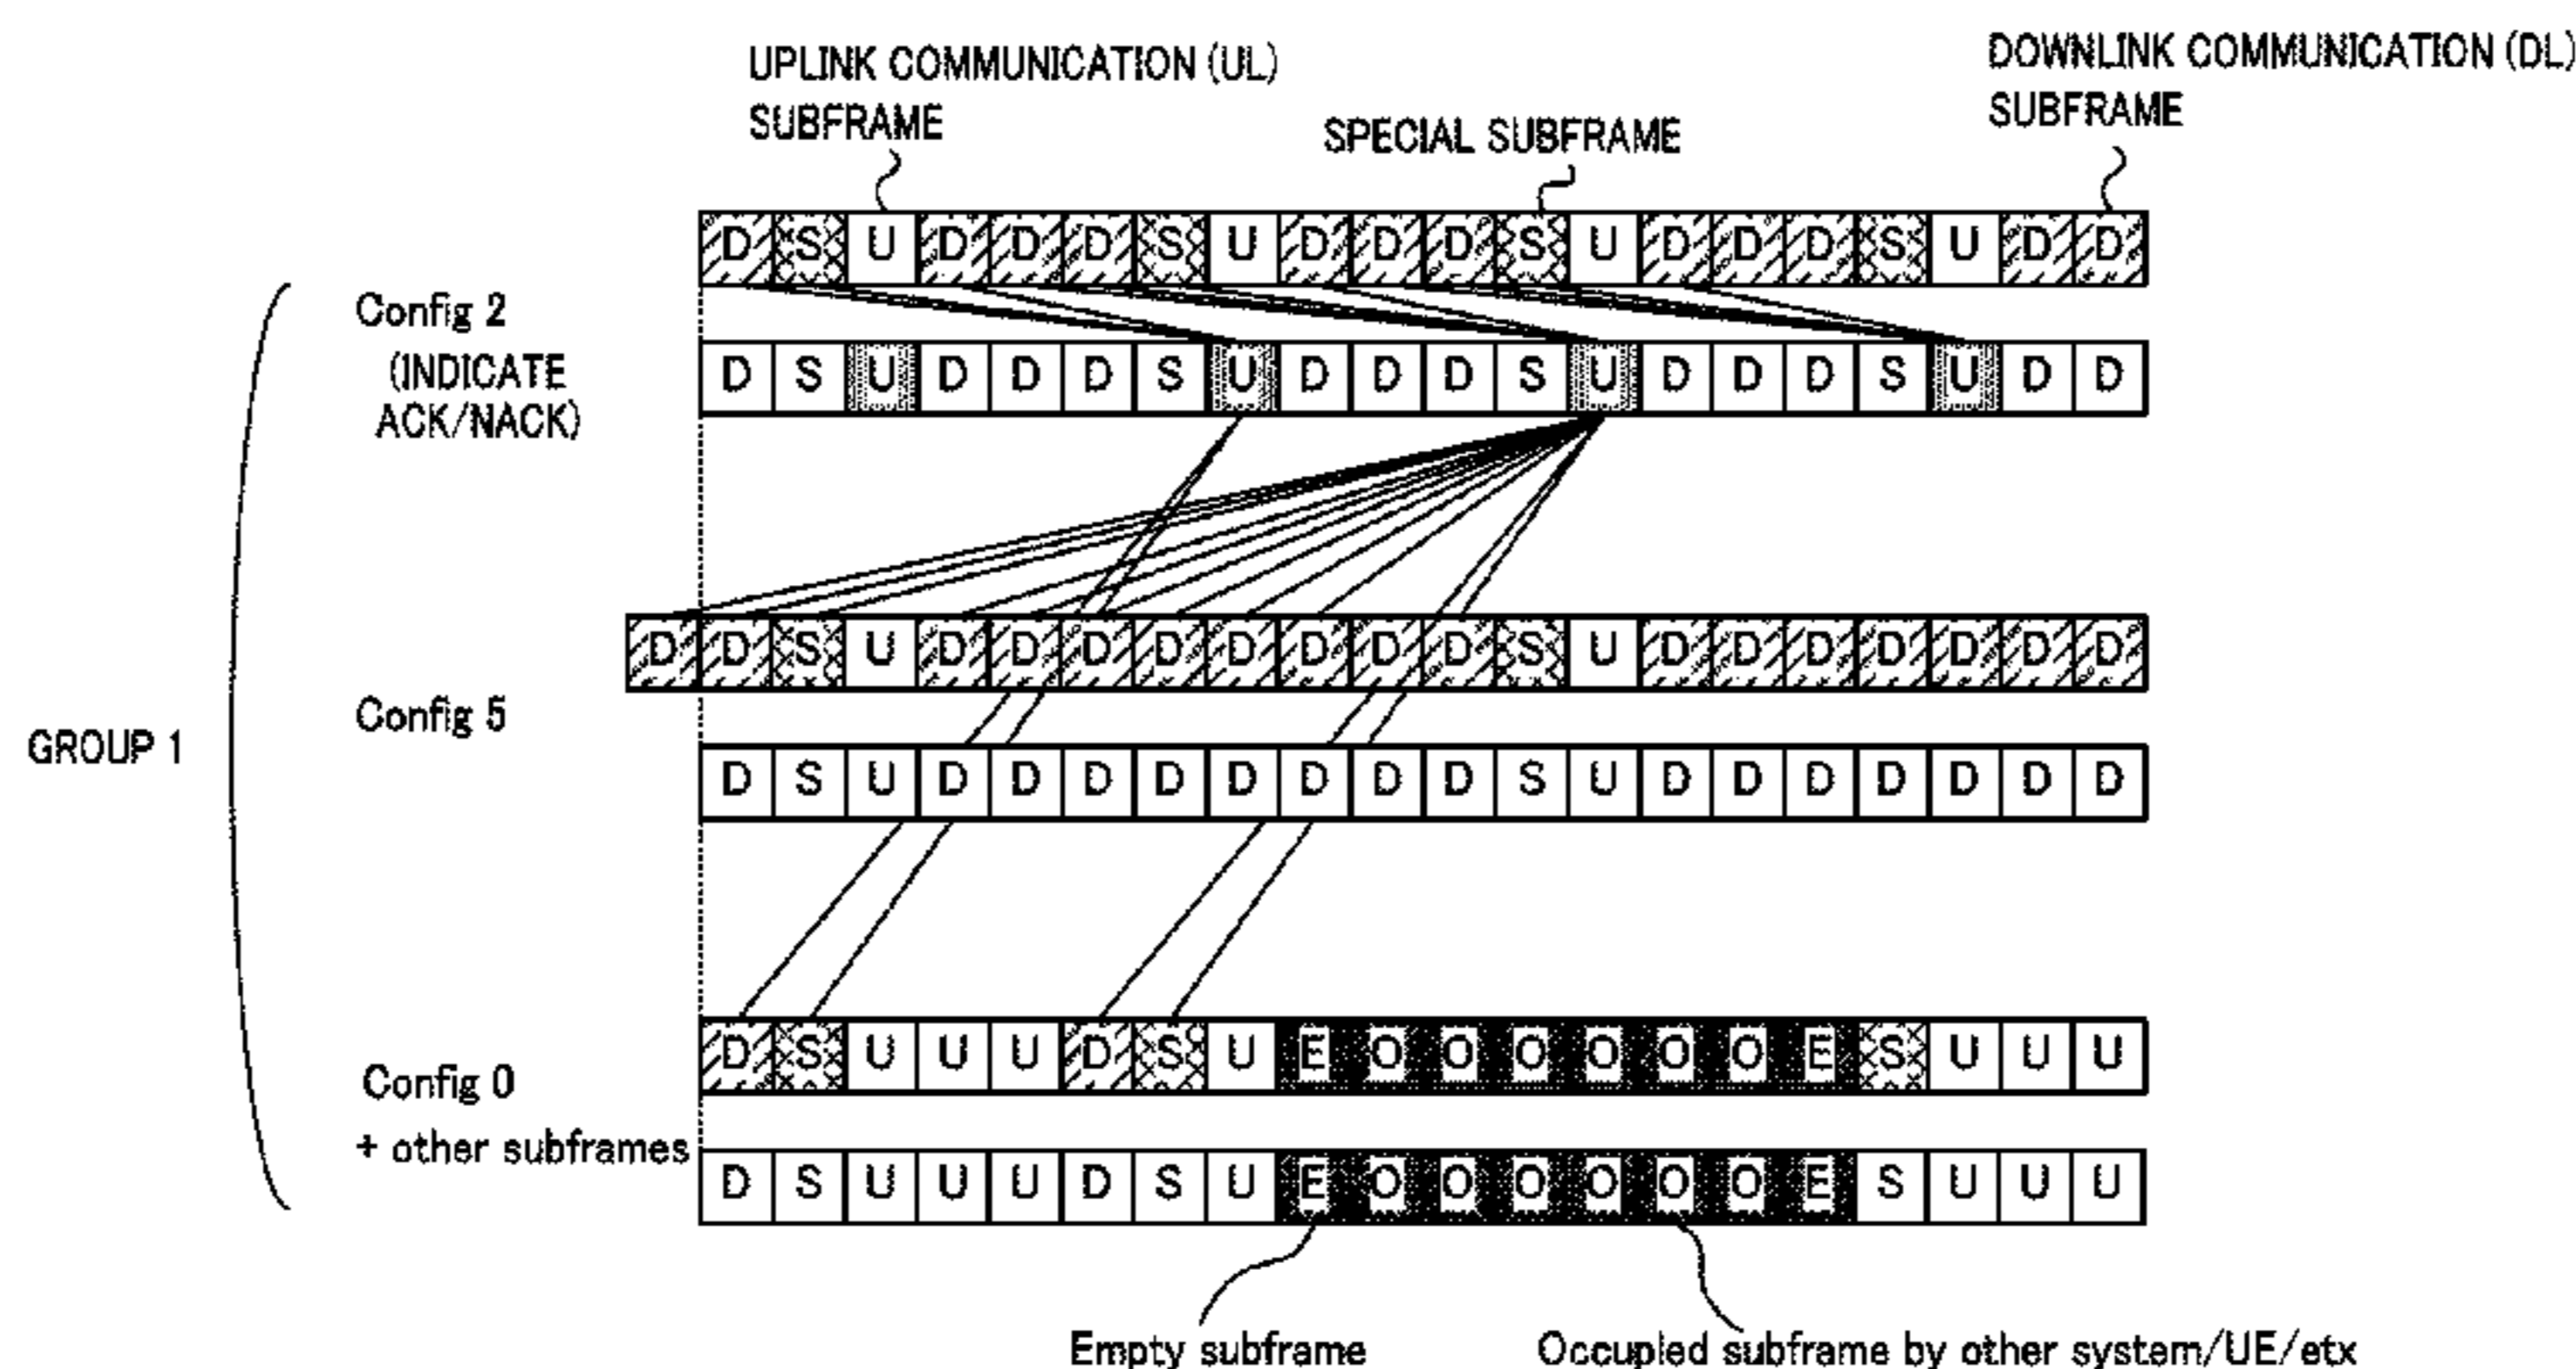 UPLINK COMMUNICATION (UL)
SUBFRAME
SPECIAL SUBFRAME
DOWNLINK COMMUNICATION (DL)
SUBFRAME
D S U D D D S U D D D S U D D D S U D D
Config 2
(INDICATE
ACK/NACK)
D S U D D D S U D D D S U D D D S U D D
D D S U D D D D D D D D S U D D D D D D D
Config 5
GROUP 1
D S U D D D D D D D D S U D D D D D D D
D S U U U D S U E O O O O O O E S U U U
Config 0
+ other subframes
D S U U U D S U E O O O O O O E S U U U
Empty subframe
Occupied subframe by other system/UE/etx